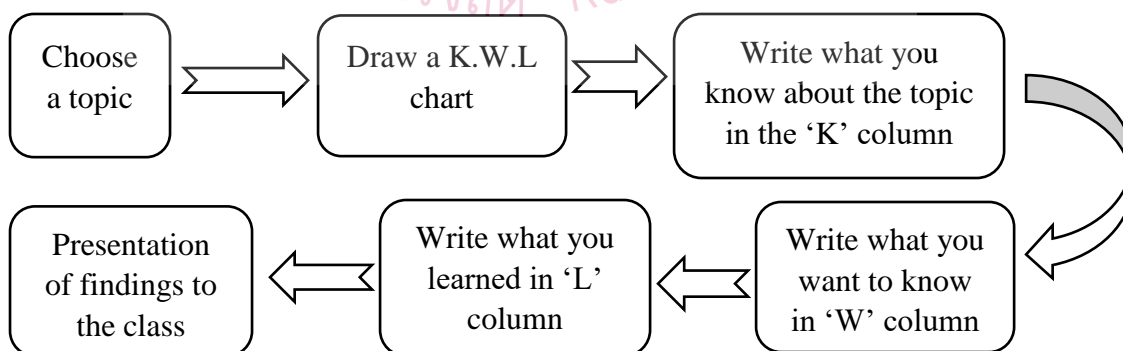 Choose
a topic
Draw a K.W.L
chart
Write what you
know about the topic
in the ‘K’ column
Write what you
want to know
in ‘W’ column
Write what you
learned in ‘L’
column
Presentation
of findings to
the class